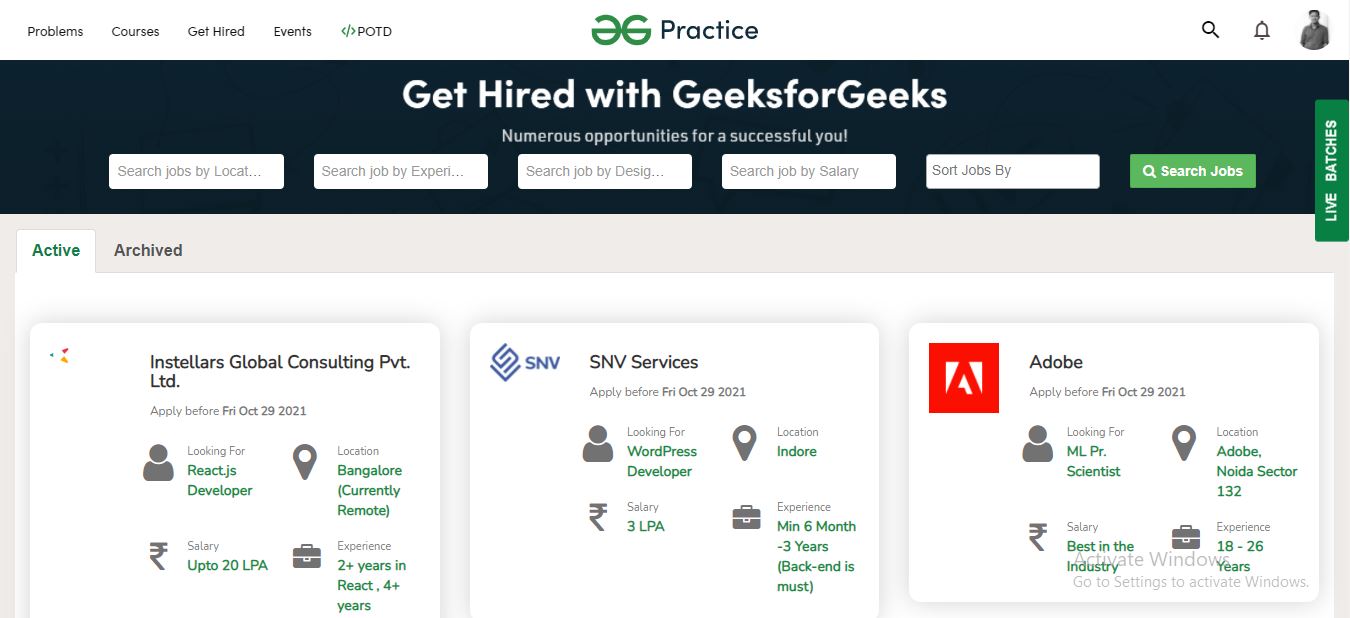 Problems Courses Get Hired Events </>POTD
GG Practice
Get Hired with GeeksforGeeks
Numerous opportunities for a successful you!
Search jobs by Locat... Search job by Experi... Search job by Desig... Search job by Salary Sort Jobs By Search Jobs
LIVE BATCHES
Active Archived
Instellars Global Consulting Pvt.
Ltd.
Apply before Fri Oct 29 2021
Looking For
React.js
Developer
Location
Bangalore
(Currently
Remote)
Salary
Upto 20 LPA
Experience
2+ years in
React , 4+
years
SNV
SNV Services
Apply before Fri Oct 29 2021
Looking For
WordPress
Developer
Location
Indore
Salary
3 LPA
Experience
Min 6 Month
-3 Years
(Back-end is
must)
Adobe
Apply before Fri Oct 29 2021
Looking For
ML Pr.
Scientist
Location
Adobe,
Noida Sector
132
Salary
Best in the
Industry
Experience
18 - 26
Years
Activate Windows
Go to Settings to activate Windows.